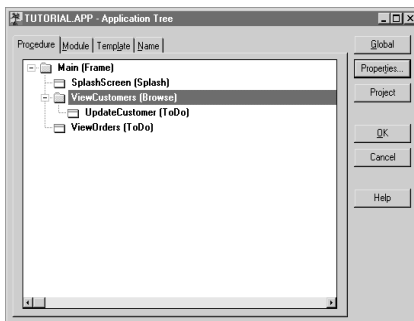 TUTORIAL.APP - Application Tree
Procedure Module Template Name
Main (Frame)
SplashScreen (Splash)
ViewCustomers (Browse)
UpdateCustomer (ToDo)
ViewOrders (ToDo)
Global
Properties...
Project
OK
Cancel
Help